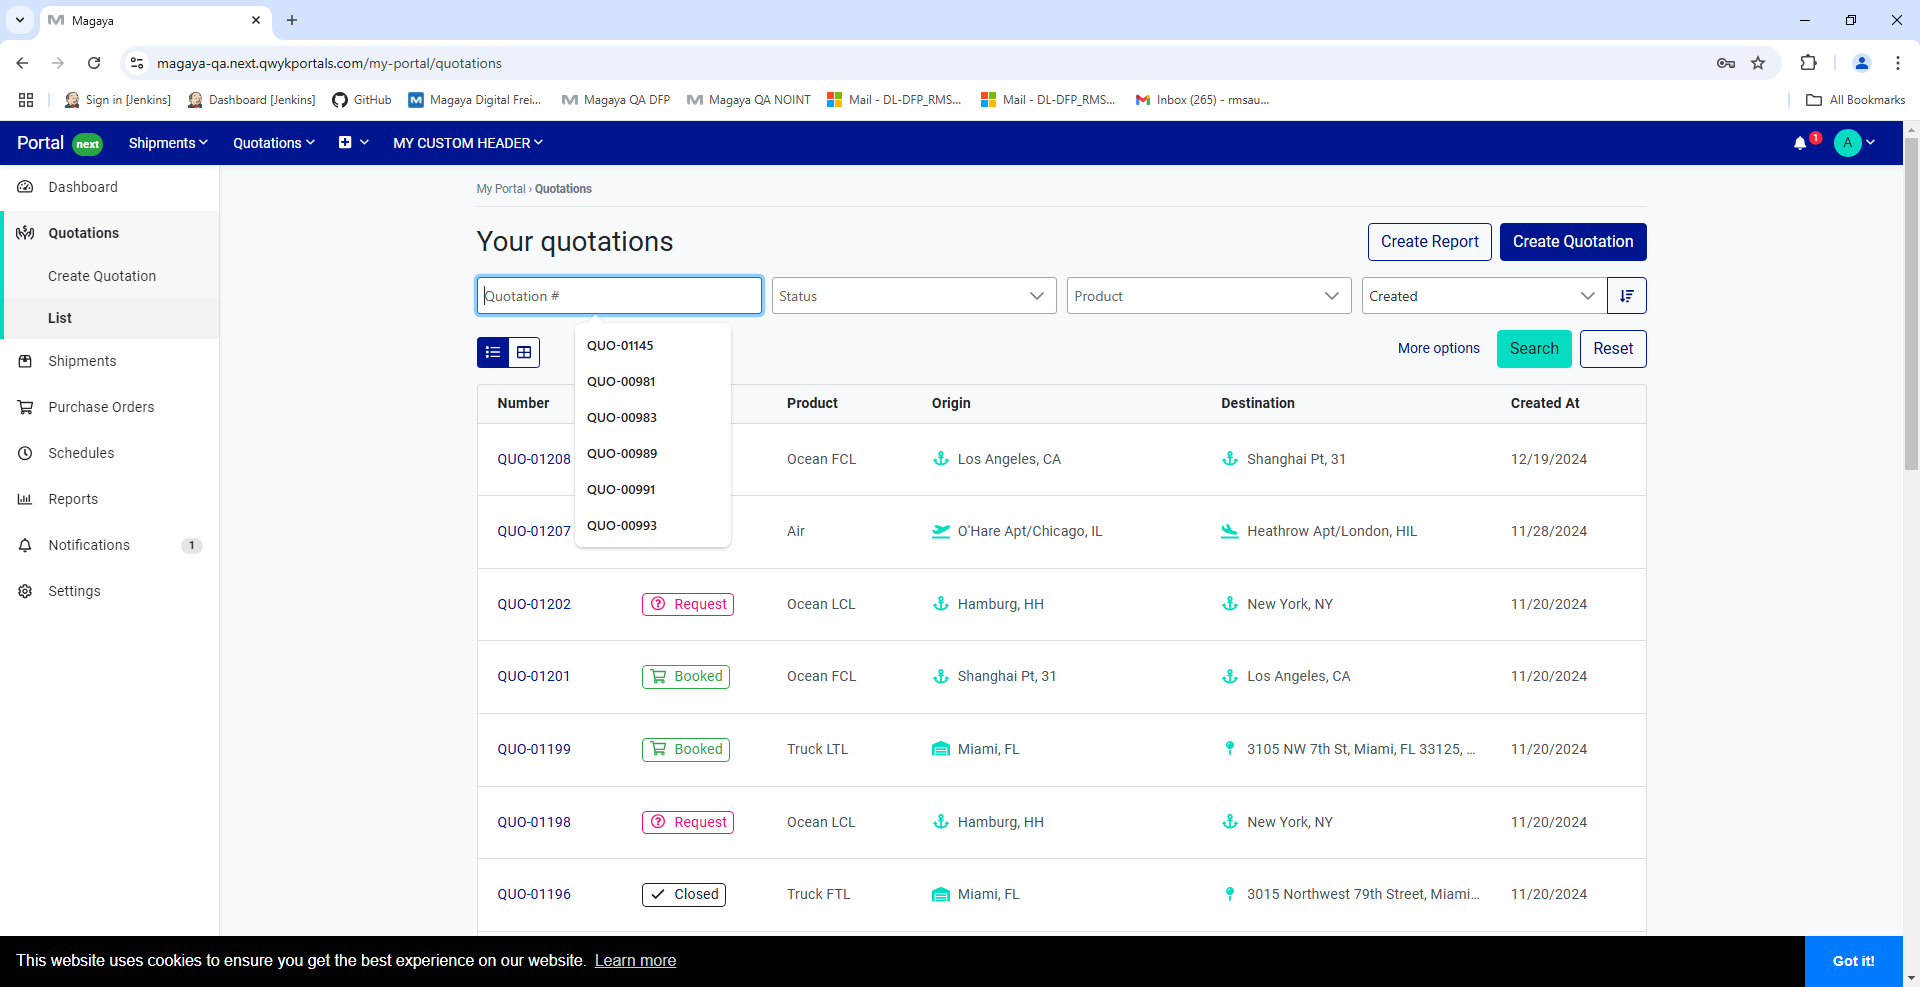 Magaya
magaya-qa.next.qwykportals.com/my-portal/quotations
Sign in [Jenkins]
Dashboard [Jenkins]
GitHub
Magaya Digital Frei...
Magaya QA DFP
Magaya QA NOINT
Mail - DL-DFP_RMS...
Mail - DL-DFP_RMS...
Inbox (265) - rmsau...
All Bookmarks
Portal next
Shipments
Quotations
MY CUSTOM HEADER
1
A
Dashboard
Quotations
Create Quotation
List
Shipments
Purchase Orders
Schedules
Reports
Notifications 1
Settings
My Portal › Quotations
Your quotations
Create Report
Create Quotation
Quotation #
Status
Product
Created
QUO-01145
QUO-00981
QUO-00983
QUO-00989
QUO-00991
QUO-00993
More options
Search
Reset
Number Product Origin Destination Created At
QUO-01208 Ocean FCL Los Angeles, CA Shanghai Pt, 31 12/19/2024
QUO-01207 Air O'Hare Apt/Chicago, IL Heathrow Apt/London, HIL 11/28/2024
QUO-01202 Request Ocean LCL Hamburg, HH New York, NY 11/20/2024
QUO-01201 Booked Ocean FCL Shanghai Pt, 31 Los Angeles, CA 11/20/2024
QUO-01199 Booked Truck LTL Miami, FL 3105 NW 7th St, Miami, FL 33125, ... 11/20/2024
QUO-01198 Request Ocean LCL Hamburg, HH New York, NY 11/20/2024
QUO-01196 Closed Truck FTL Miami, FL 3015 Northwest 79th Street, Miami... 11/20/2024
This website uses cookies to ensure you get the best experience on our website. Learn more
Got it!